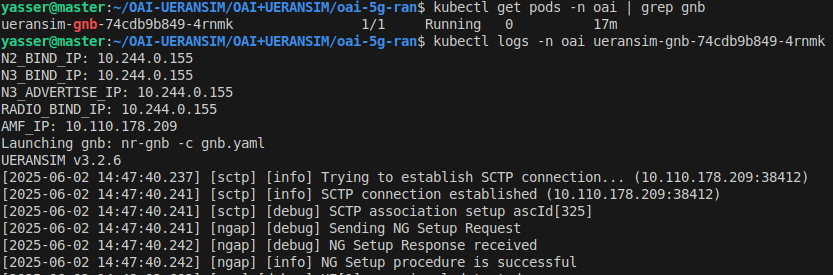 yasser@master:~/OAI-UERANSIM/OAI+UERANSIM/oai-5g-ran$ kubectl get pods -n oai | grep gnb
ueransim-gnb-74cdb9b849-4rnmk 1/1 Running 0 17m
yasser@master:~/OAI-UERANSIM/OAI+UERANSIM/oai-5g-ran$ kubectl logs -n oai ueransim-gnb-74cdb9b849-4rnmk
N2_BIND_IP: 10.244.0.155
N3_BIND_IP: 10.244.0.155
N3_ADVERTISE_IP: 10.244.0.155
RADIO_BIND_IP: 10.244.0.155
AMF_IP: 10.110.178.209
Launching gnb: nr-gnb -c gnb.yaml
UERANSIM v3.2.6
[2025-06-02 14:47:40.237] [sctp] [info] Trying to establish SCTP connection... (10.110.178.209:38412)
[2025-06-02 14:47:40.241] [sctp] [info] SCTP connection established (10.110.178.209:38412)
[2025-06-02 14:47:40.241] [sctp] [debug] SCTP association setup ascId[325]
[2025-06-02 14:47:40.241] [ngap] [debug] Sending NG Setup Request
[2025-06-02 14:47:40.242] [ngap] [debug] NG Setup Response received
[2025-06-02 14:47:40.242] [ngap] [info] NG Setup procedure is successful